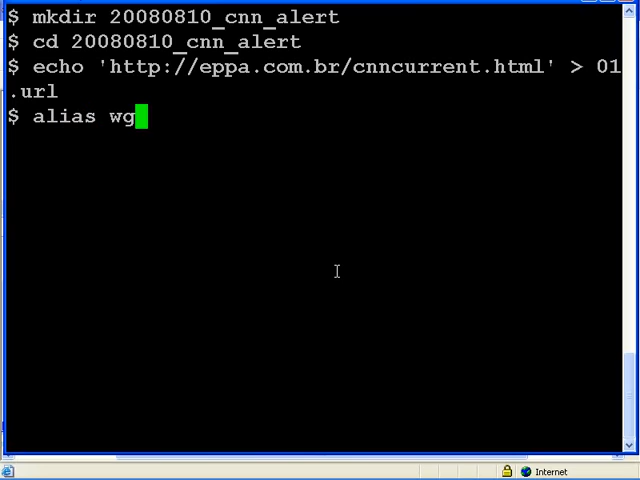 $ mkdir 20080810_cnn_alert
$ cd 20080810_cnn_alert
$ echo 'http://eppa.com.br/cnncurrent.html' > 01
.url
$ alias wg
Internet